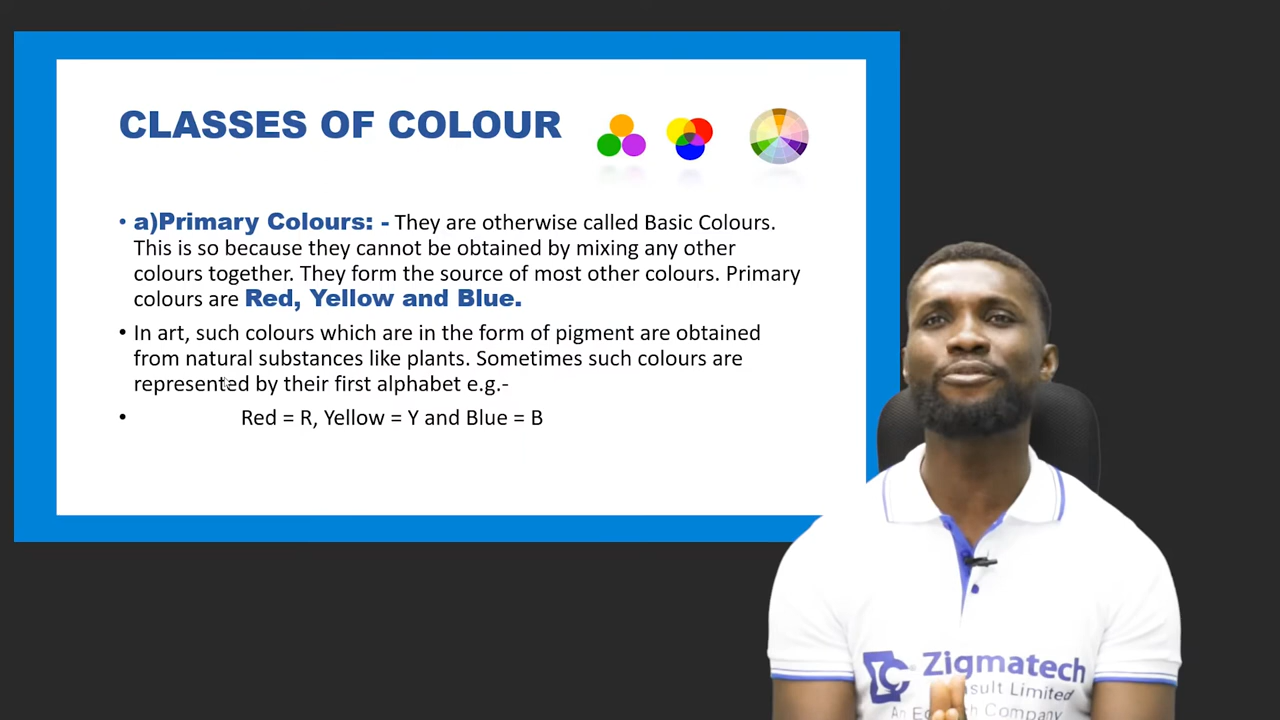 CLASSES OF COLOUR
• a)Primary Colours: - They are otherwise called Basic Colours.
This is so because they cannot be obtained by mixing any other
colours together. They form the source of most other colours. Primary
colours are Red, Yellow and Blue.
• In art, such colours which are in the form of pigment are obtained
from natural substances like plants. Sometimes such colours are
represented by their first alphabet e.g.-
• Red = R, Yellow = Y and Blue = B
Zigmatech
Limited
An Company